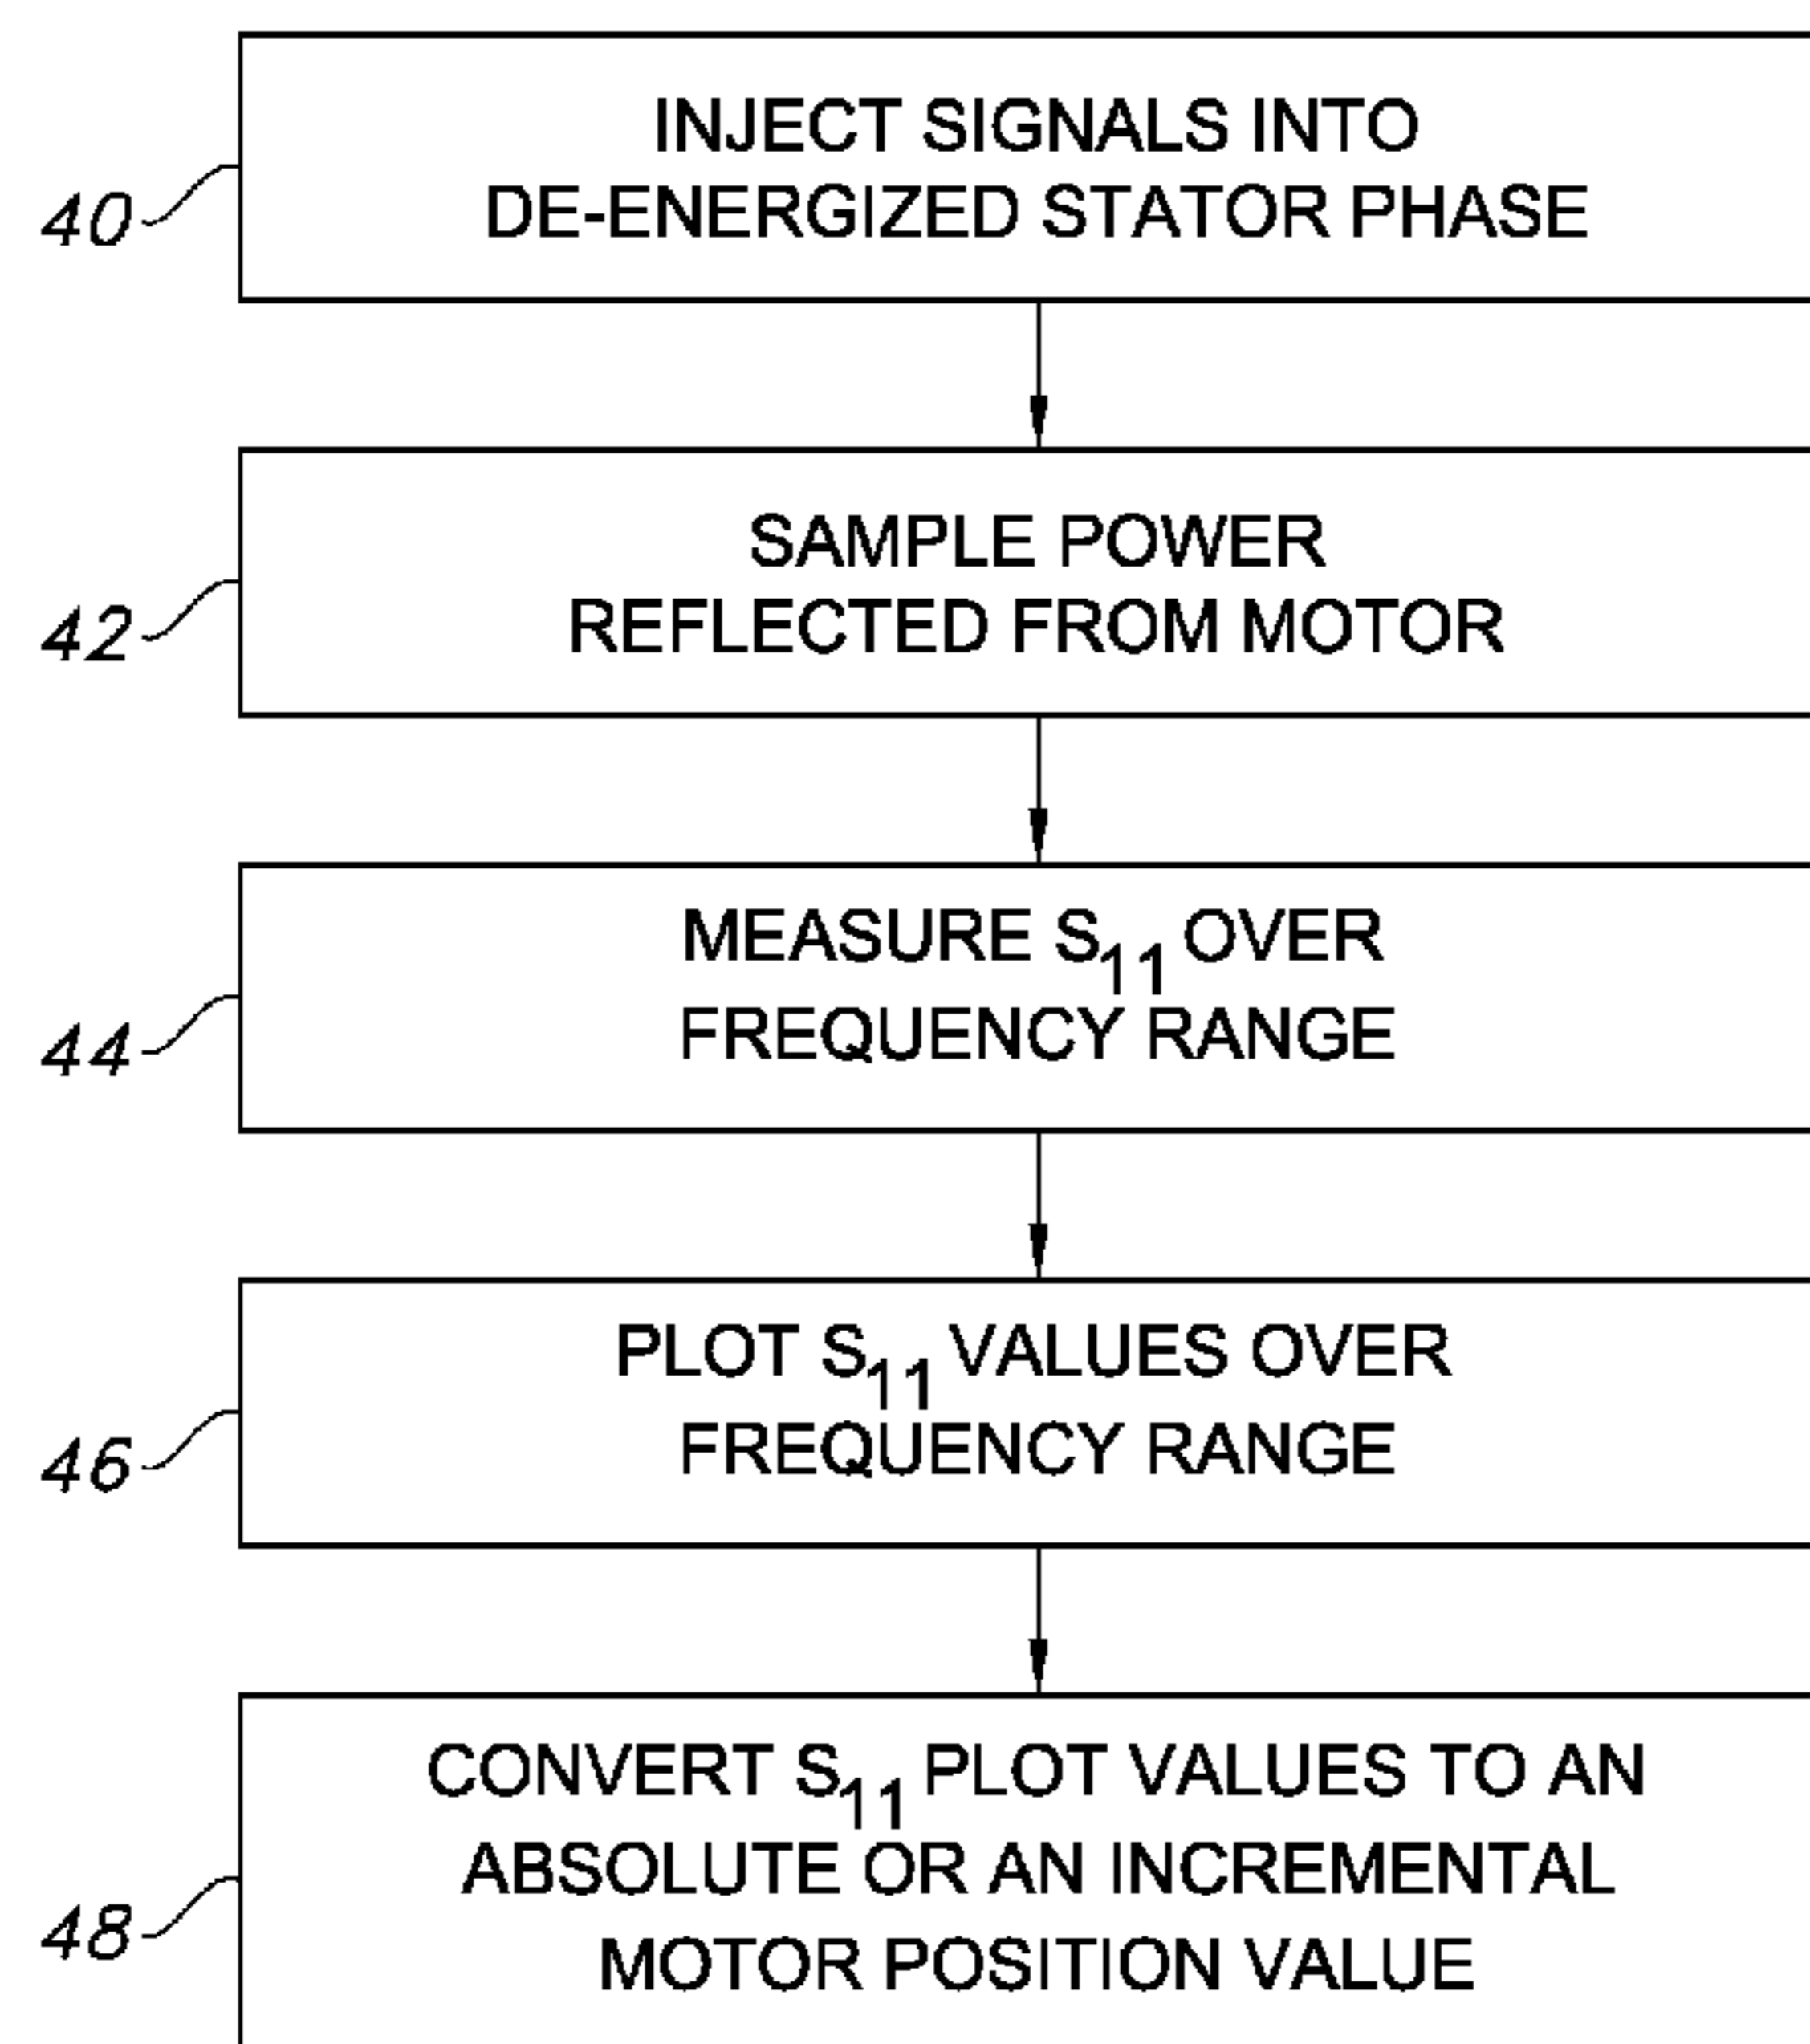 40
INJECT SIGNALS INTO
DE-ENERGIZED STATOR PHASE
42
SAMPLE POWER
REFLECTED FROM MOTOR
44
MEASURE S11 OVER
FREQUENCY RANGE
46
PLOT S11 VALUES OVER
FREQUENCY RANGE
48
CONVERT S11 PLOT VALUES TO AN
ABSOLUTE OR AN INCREMENTAL
MOTOR POSITION VALUE